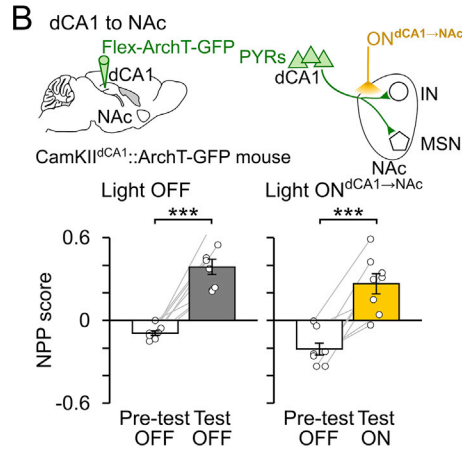 B
dCA1 to NAc
Flex-ArchT-GFP
dCA1
NAc
CamKII^dCA1::ArchT-GFP mouse
PYRs
dCA1
ON^dCA1→NAc
IN
MSN
NAc
Light OFF
Light ON^dCA1→NAc
***
***
NPP score
0.6
0
-0.6
Pre-test Test
OFF OFF
Pre-test Test
OFF ON